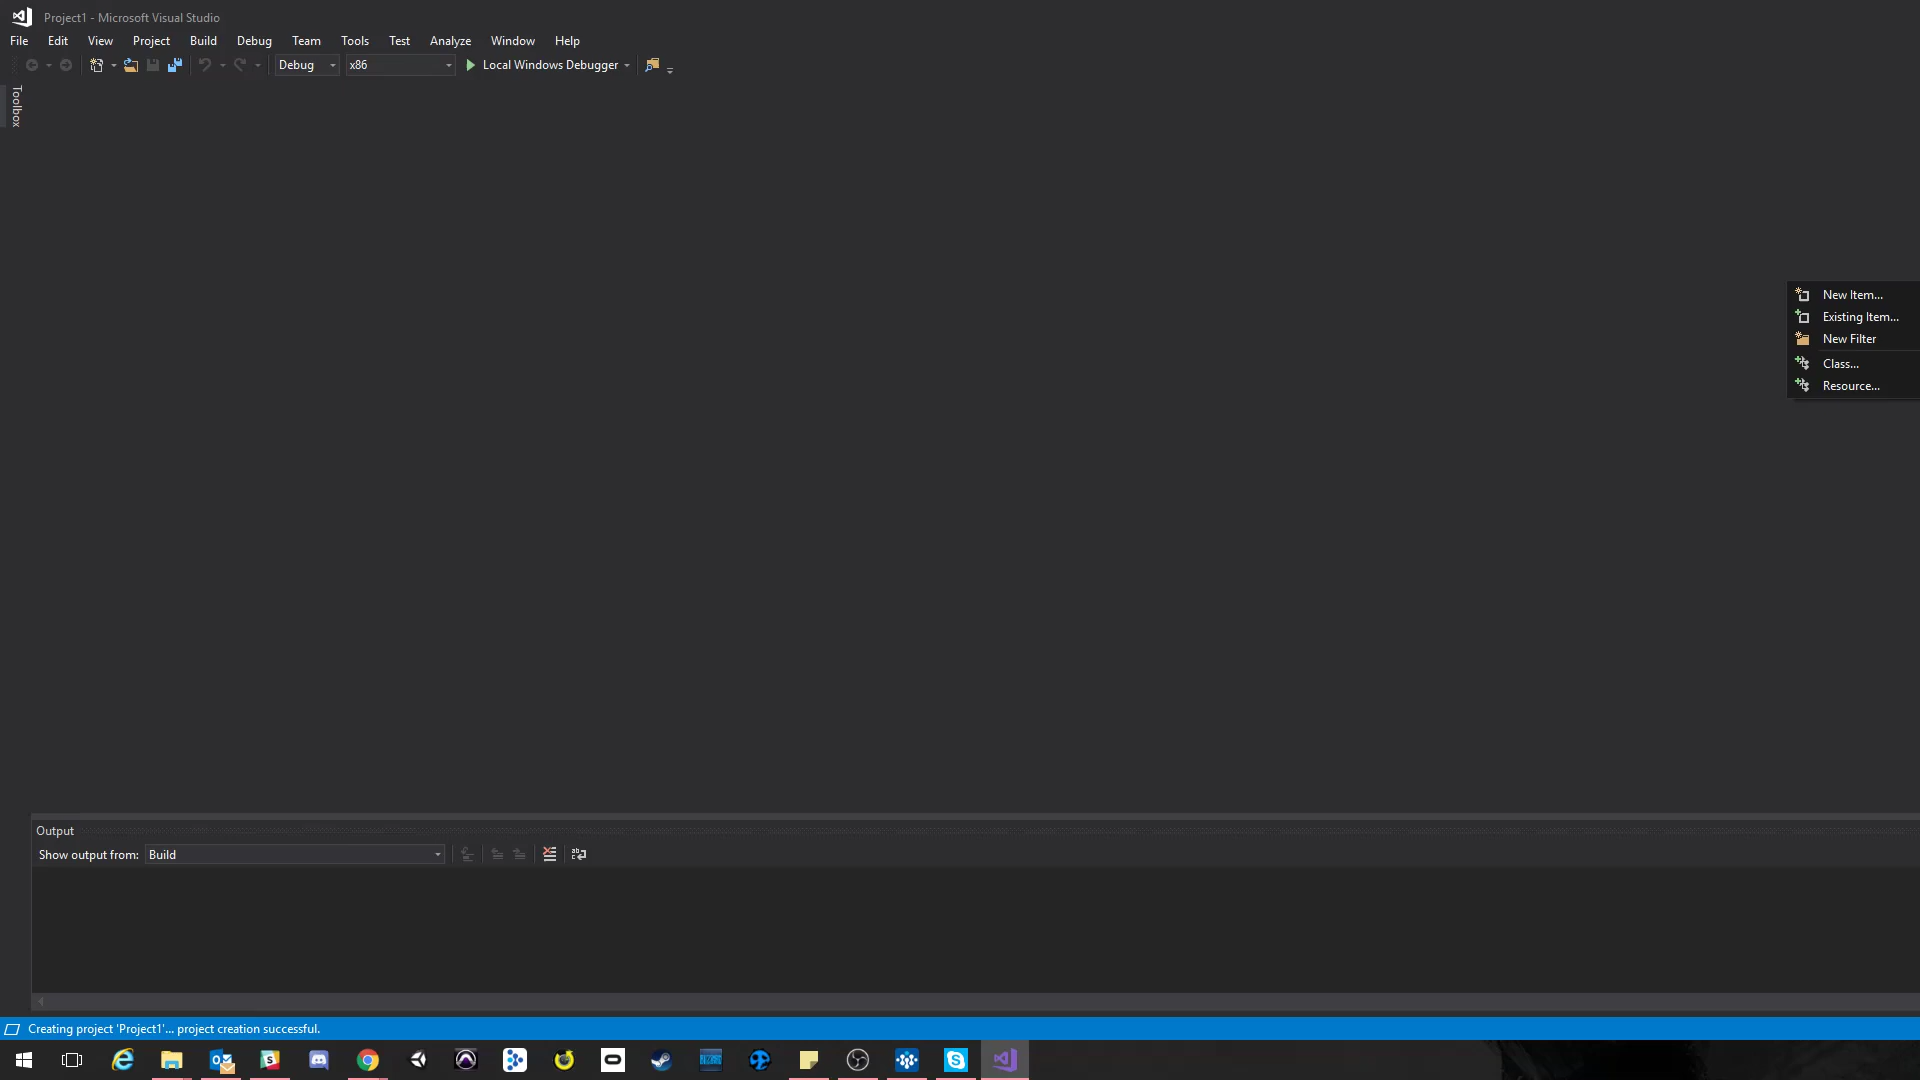 Project1 - Microsoft Visual Studio
File Edit View Project Build Debug Team Tools Test Analyze Window Help
Debug x86 Local Windows Debugger
Toolbox
New Item...
Existing Item...
New Filter
Class...
Resource...
Output
Show output from: Build
Creating project 'Project1'... project creation successful.